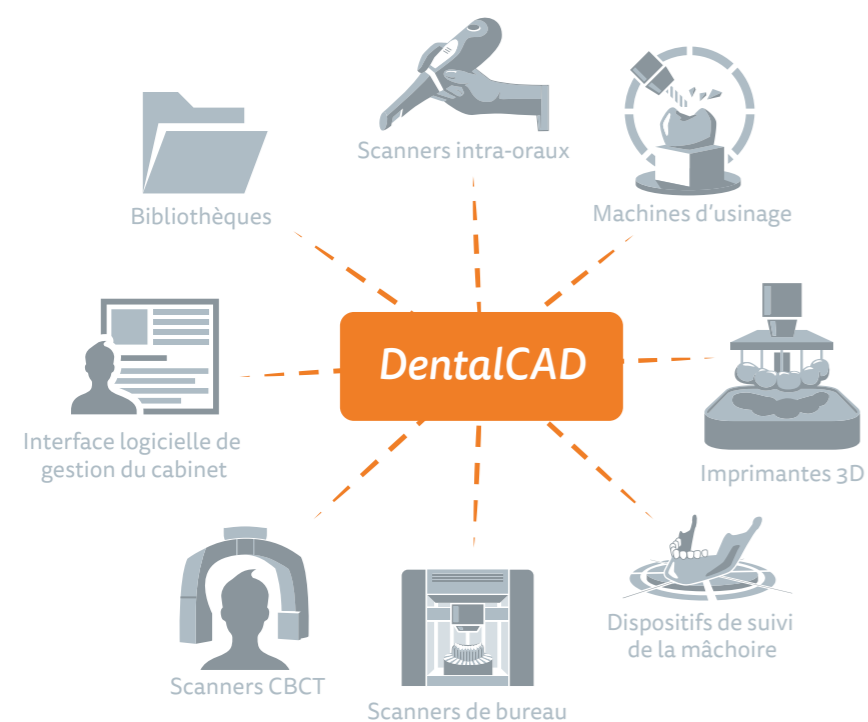 Scanners intra-oraux
Bibliothèques
Machines d’usinage
DentalCAD
Interface logicielle de
gestion du cabinet
Imprimantes 3D
Dispositifs de suivi
de la mâchoire
Scanners CBCT
Scanners de bureau